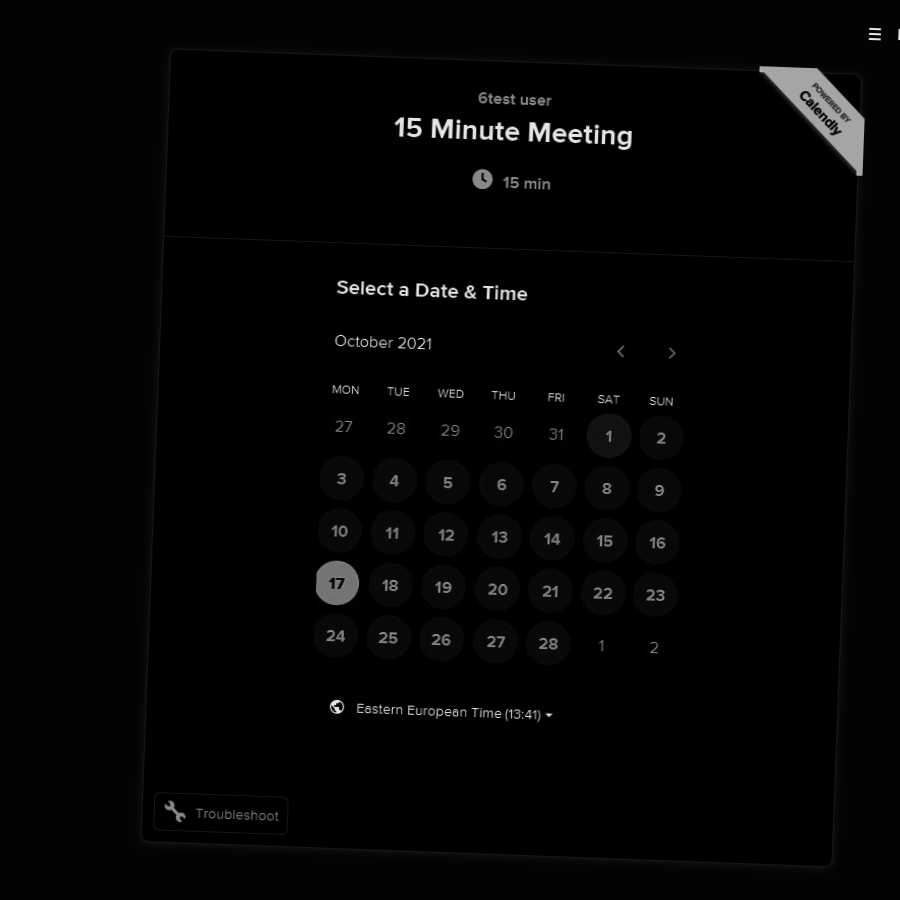 POWERED BY
Calendly
6test user
15 Minute Meeting
15 min
Select a Date & Time
October 2021
MON TUE WED THU FRI SAT SUN
27 28 29 30 31 1 2
3 4 5 6 7 8 9
10 11 12 13 14 15 16
17 18 19 20 21 22 23
24 25 26 27 28 1 2
Eastern European Time (13:41)
Troubleshoot